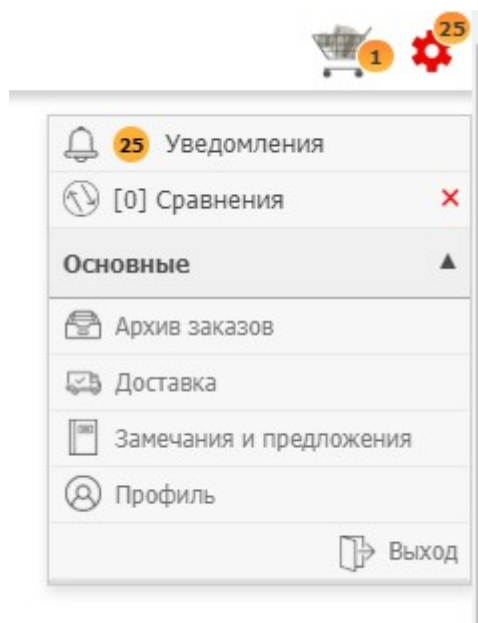 1 25
25 Уведомления
[0] Сравнения
Основные
Архив заказов
Доставка
Замечания и предложения
Профиль
Выход